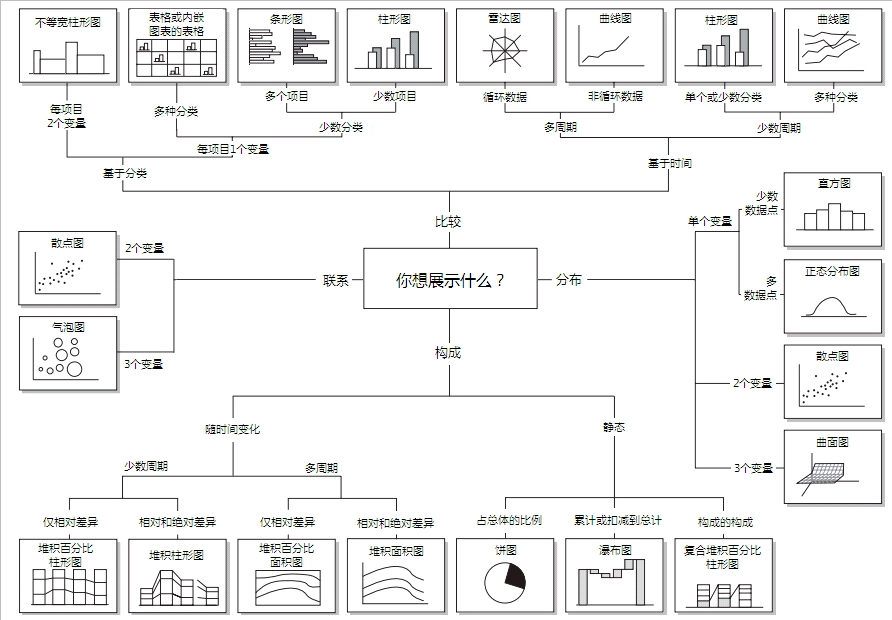 不等宽柱形图
表格或内嵌
图表的表格
条形图
柱形图
雷达图
曲线图
柱形图
曲线图
每项目
2个变量
多种分类
多个项目
少数项目
循环数据
非循环数据
单个或少数分类
多种分类
少数分类
多周期
少数周期
每项目1个变量
基于分类
基于时间
比较
散点图
2个变量
气泡图
3个变量
联系
你想展示什么？
分布
单个变量
少数
数据点
直方图
多
数据点
正态分布图
2个变量
散点图
3个变量
曲面图
构成
随时间变化
静态
少数周期
多周期
仅相对差异
相对和绝对差异
仅相对差异
相对和绝对差异
占总体的比例
累计或扣减到总计
构成的构成
堆积百分比
柱形图
堆积柱形图
堆积百分比
面积图
堆积面积图
饼图
瀑布图
复合堆积百分比
柱形图